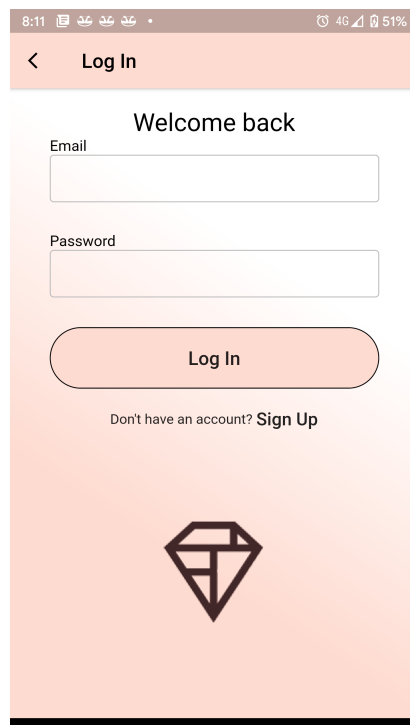 8:11 4G 51%
Log In
Welcome back
Email
Password
Log In
Don't have an account? Sign Up